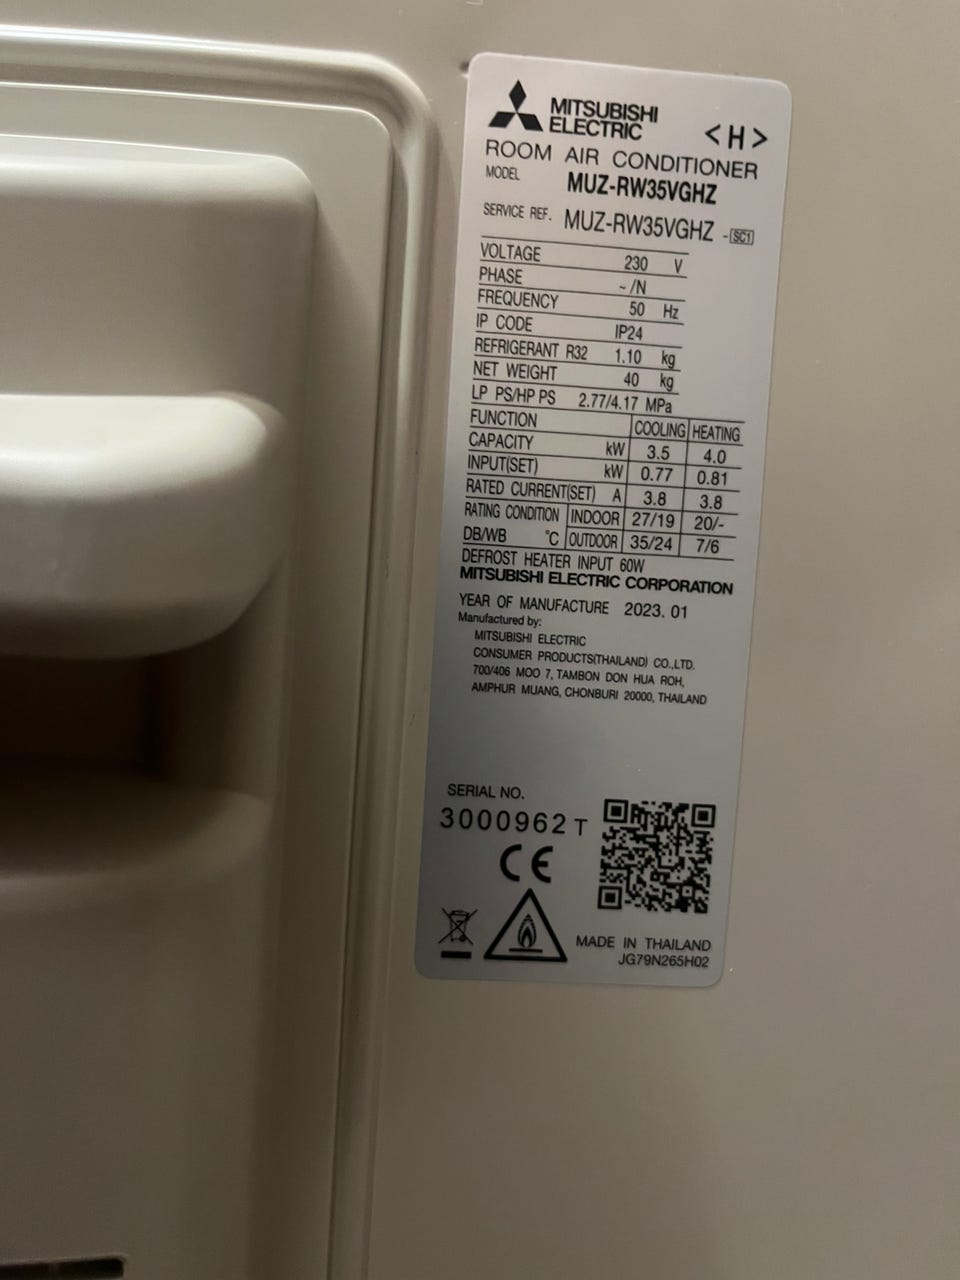 MITSUBISHI
ELECTRIC
<H>
ROOM AIR CONDITIONER
MODEL MUZ-RW35VGHZ
SERVICE REF. MUZ-RW35VGHZ -SC1
VOLTAGE 230 V
PHASE ~/N
FREQUENCY 50 Hz
IP CODE IP24
REFRIGERANT R32 1.10 kg
NET WEIGHT 40 kg
LP PS/HP PS 2.77/4.17 MPa
FUNCTION COOLING HEATING
CAPACITY kW 3.5 4.0
INPUT(SET) kW 0.77 0.81
RATED CURRENT(SET) A 3.8 3.8
RATING CONDITION INDOOR 27/19 20/-
DB/WB °C OUTDOOR 35/24 7/6
DEFROST HEATER INPUT 60W
MITSUBISHI ELECTRIC CORPORATION
YEAR OF MANUFACTURE 2023. 01
Manufactured by:
MITSUBISHI ELECTRIC
CONSUMER PRODUCTS(THAILAND) CO.,LTD.
700/406 MOO 7, TAMBON DON HUA ROH,
AMPHUR MUANG, CHONBURI 20000, THAILAND
SERIAL NO.
3000962 T
CE
MADE IN THAILAND
JG79N265H02